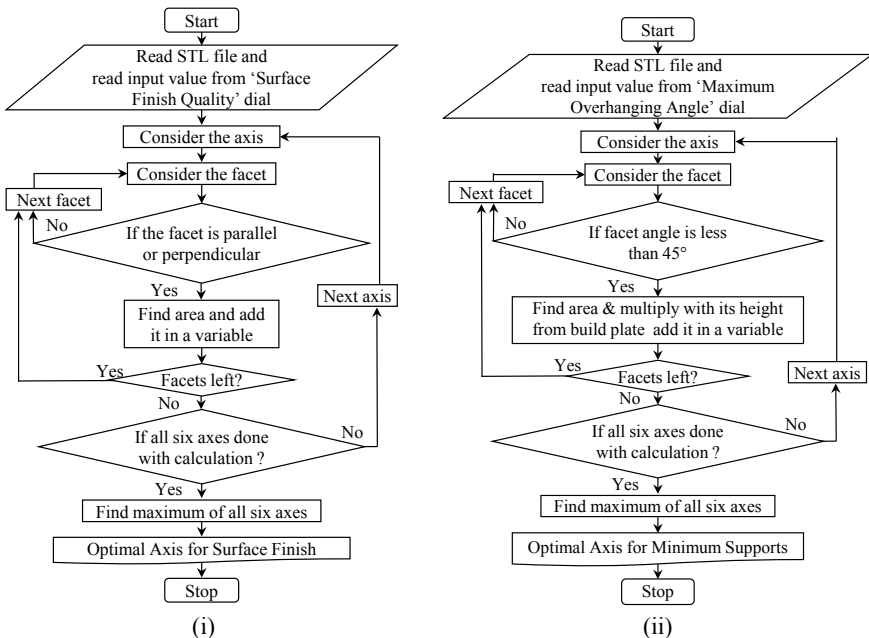 Start
Read STL file and
read input value from ‘Surface
Finish Quality’ dial
Consider the axis
Consider the facet
Next facet
No
If the facet is parallel
or perpendicular
Yes
Next axis
Find area and add
it in a variable
Yes
Facets left?
No
If all six axes done
with calculation ?
No
Yes
Find maximum of all six axes
Optimal Axis for Surface Finish
Stop
(i)
Start
Read STL file and
read input value from ‘Maximum
Overhanging Angle’ dial
Consider the axis
Consider the facet
Next facet
No
If facet angle is less
than 45°
Yes
Find area & multiply with its height
from build plate add it in a variable
Yes
Facets left?
Next axis
No
If all six axes done
with calculation ?
No
Yes
Find maximum of all six axes
Optimal Axis for Minimum Supports
Stop
(ii)